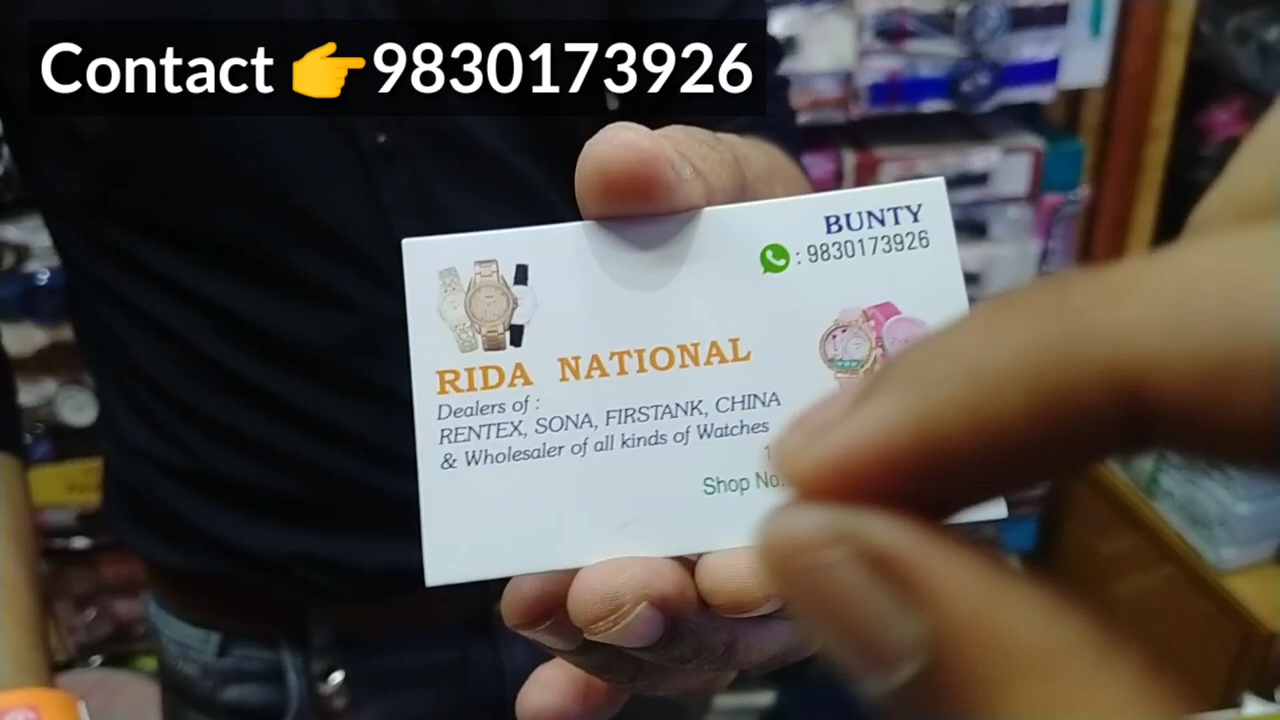 Contact 👉9830173926
BUNTY
: 9830173926
RIDA NATIONAL
Dealers of :
RENTEX, SONA, FIRSTANK, CHINA
& Wholesaler of all kinds of Watches
1
Shop No.